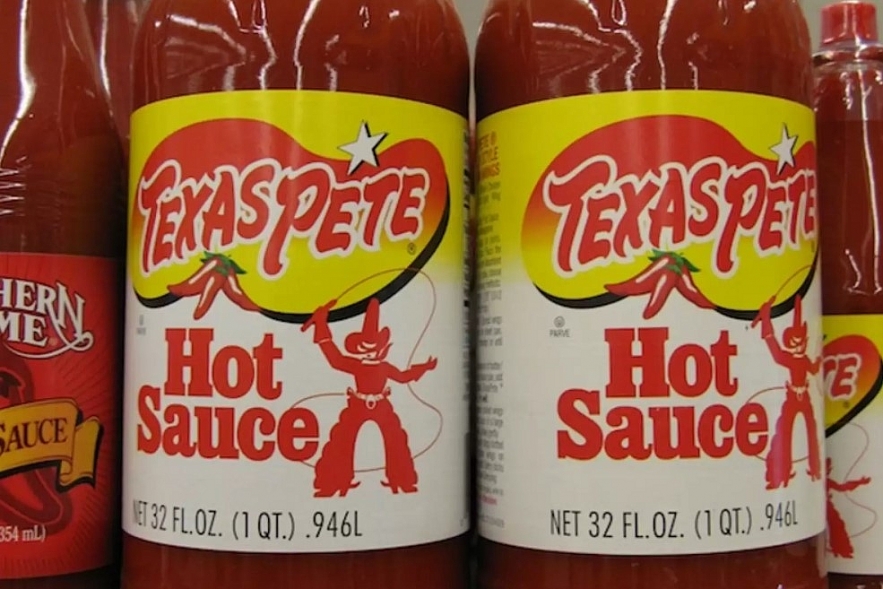 HERN
ME
SAUCE
354 mL)
TEXAS PETE
®
Hot
Sauce
NET 32 FL.OZ. (1 QT.) .946L
TEXAS PETE
PARVE
Hot
Sauce
NET 32 FL.OZ. (1 QT.) .946L
TE
®